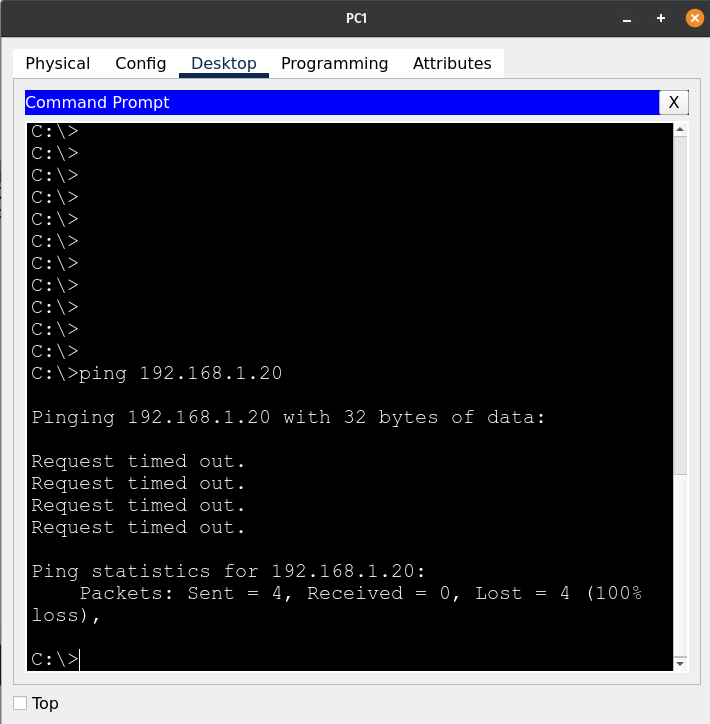 PC1
Physical Config Desktop Programming Attributes
Command Prompt X
C:\>
C:\>
C:\>
C:\>
C:\>
C:\>
C:\>
C:\>
C:\>
C:\>
C:\>
C:\>ping 192.168.1.20
Pinging 192.168.1.20 with 32 bytes of data:
Request timed out.
Request timed out.
Request timed out.
Request timed out.
Ping statistics for 192.168.1.20:
Packets: Sent = 4, Received = 0, Lost = 4 (100%
loss),
C:\>
Top